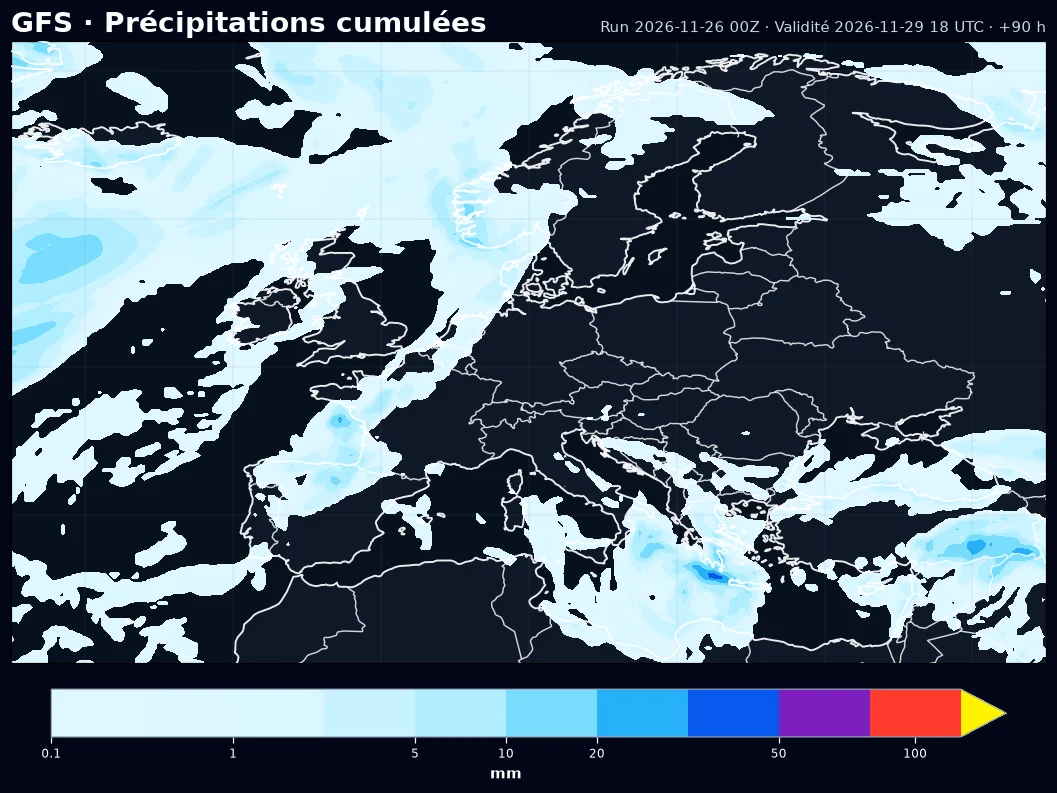 GFS · Précipitations cumulées
Run 2026-11-26 00Z · Validité 2026-11-29 18 UTC · +90 h
0.1 1 5 10 20 50 100
mm